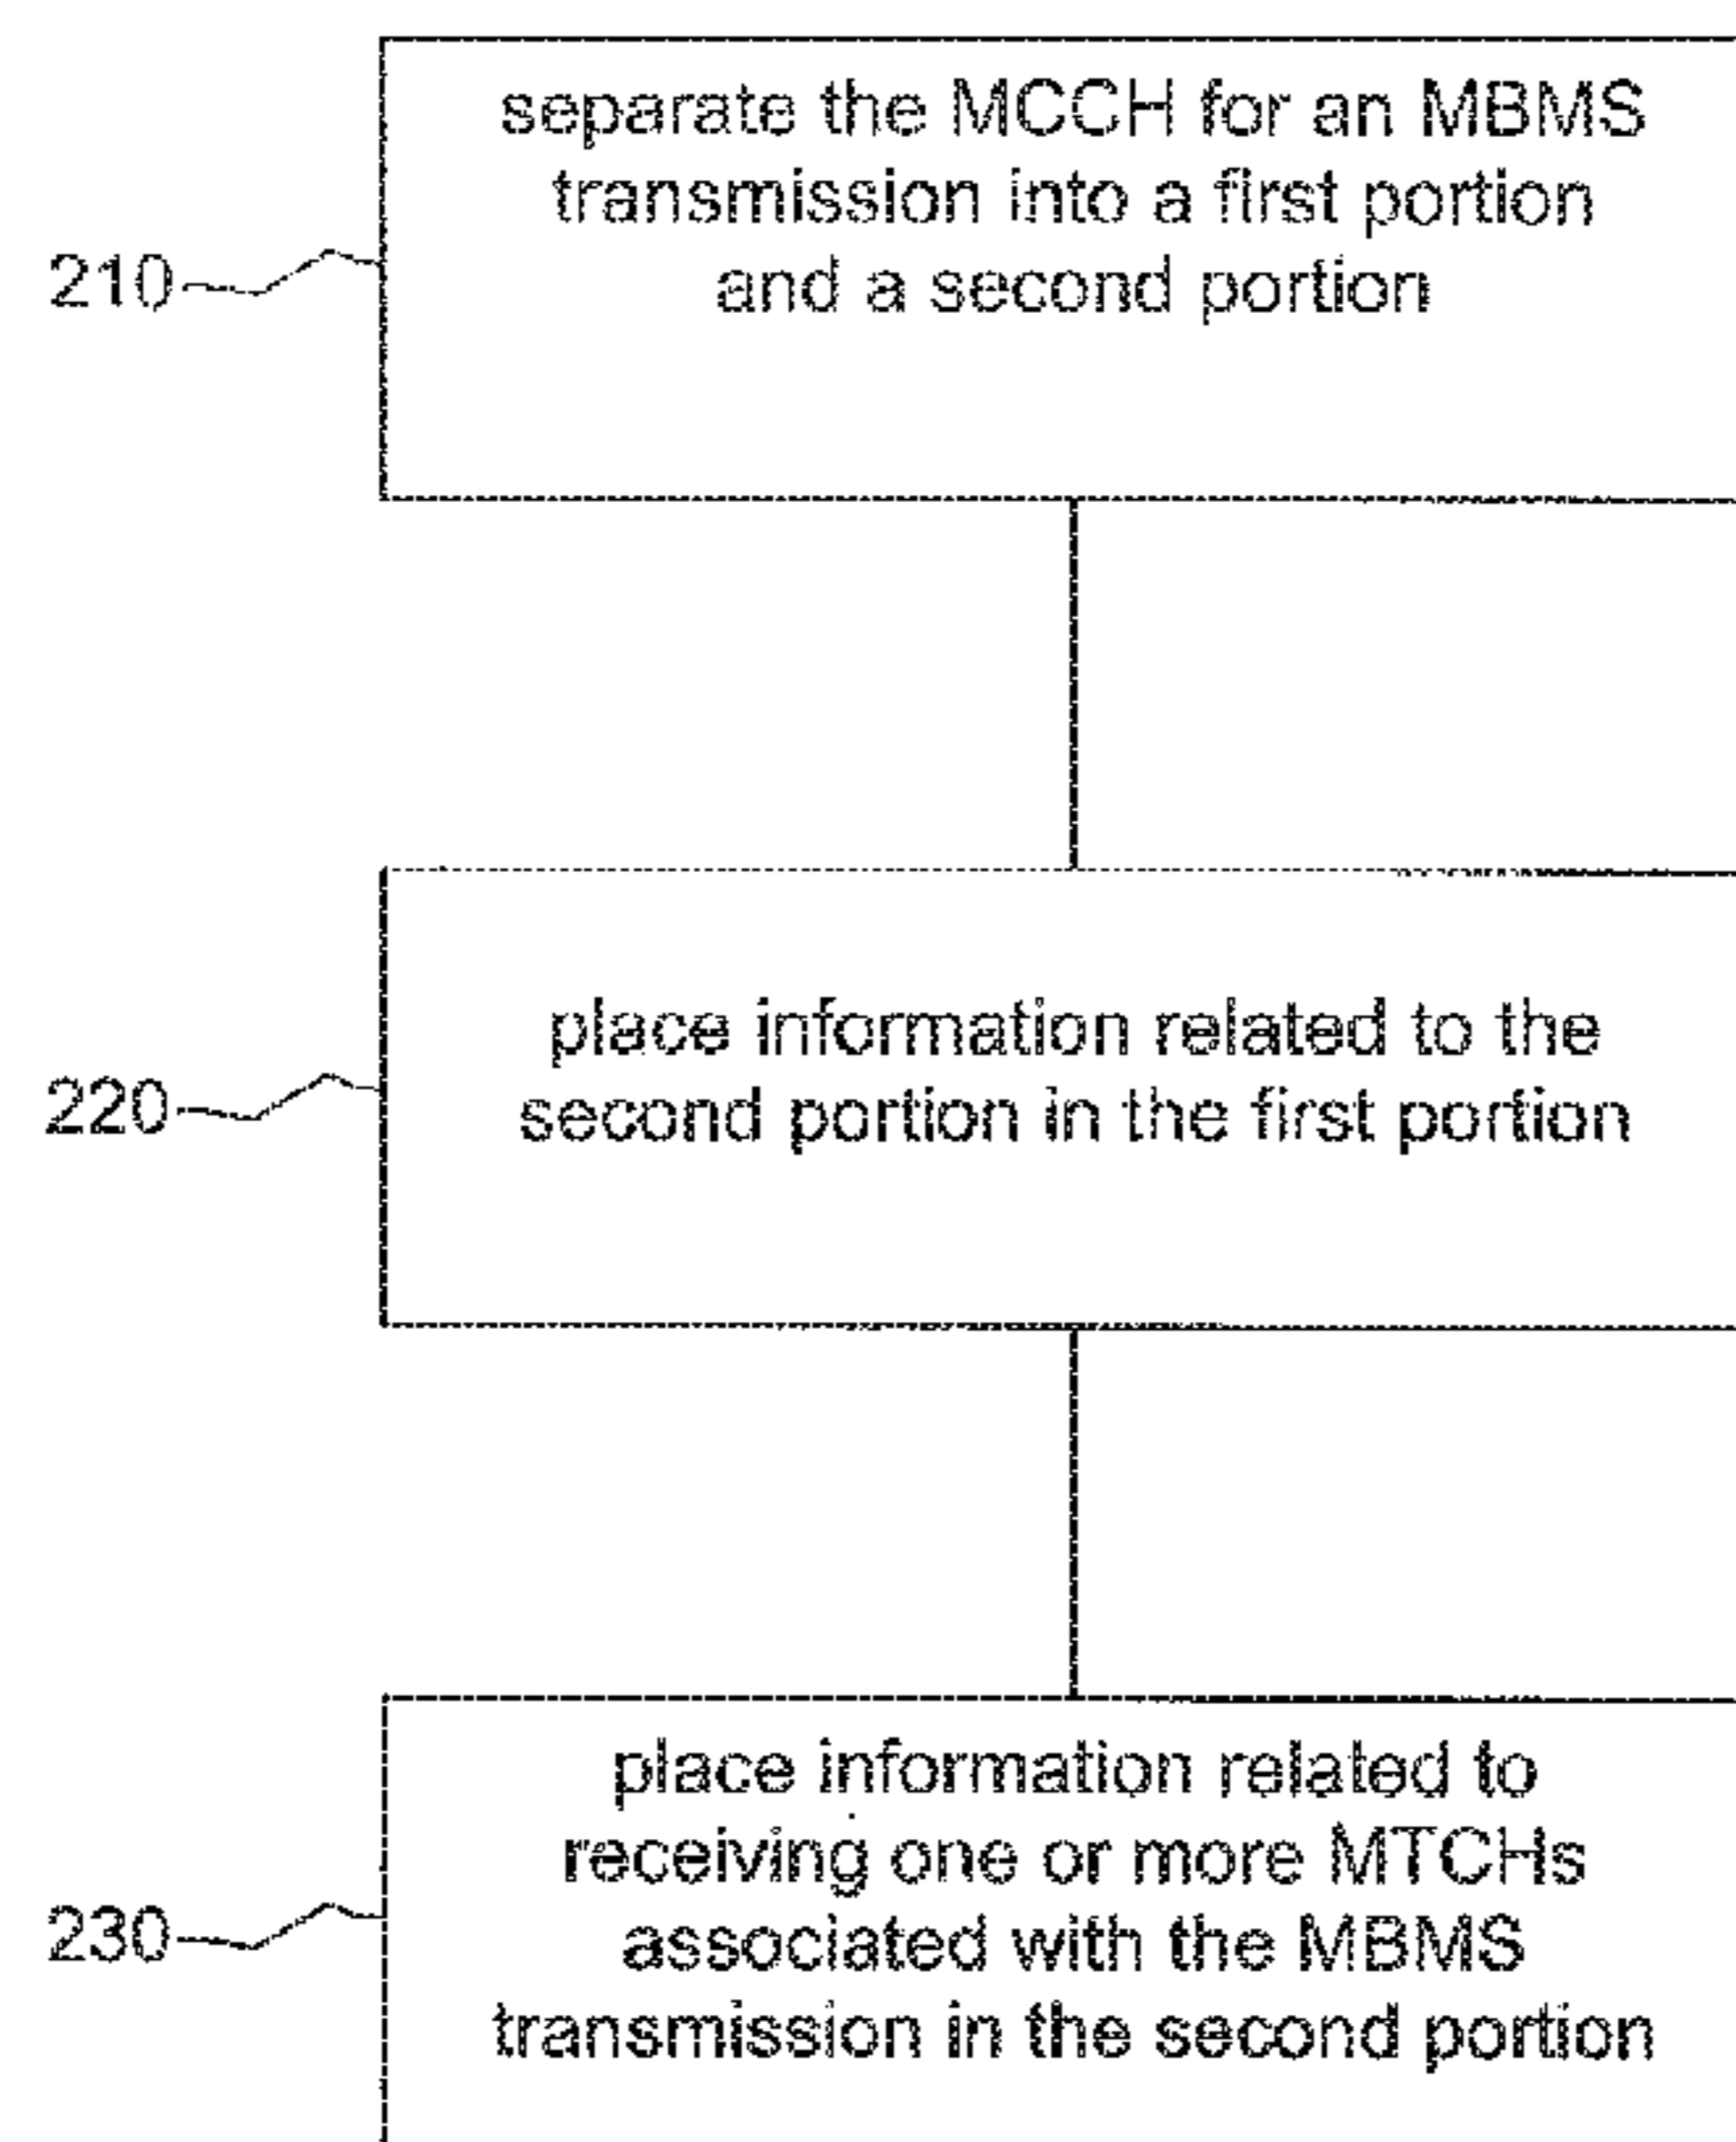 separate the MCCH for an MBMS
transmission into a first portion
and a second portion
210
place information related to the
second portion in the first portion
220
place information related to
receiving one or more MTCHs
associated with the MBMS
transmission in the second portion
230